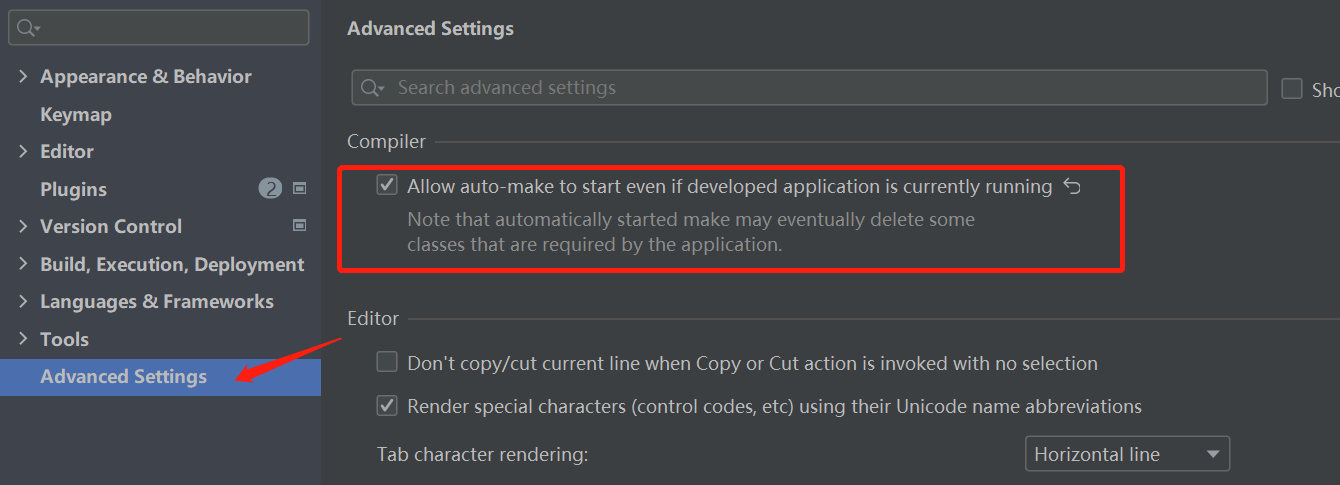 Advanced Settings
Appearance & Behavior
Search advanced settings
Keymap
Compiler
Editor
Plugins
2
Allow auto-make to start even if developed application is currently running
Version Control
Note that automatically started make may eventually delete some
classes that are required by the application.
Build, Execution, Deployment
Languages & Frameworks
Editor
Tools
Don't copy/cut current line when Copy or Cut action is invoked with no selection
Advanced Settings
Render special characters (control codes, etc) using their Unicode name abbreviations
Tab character rendering:
Horizontal line